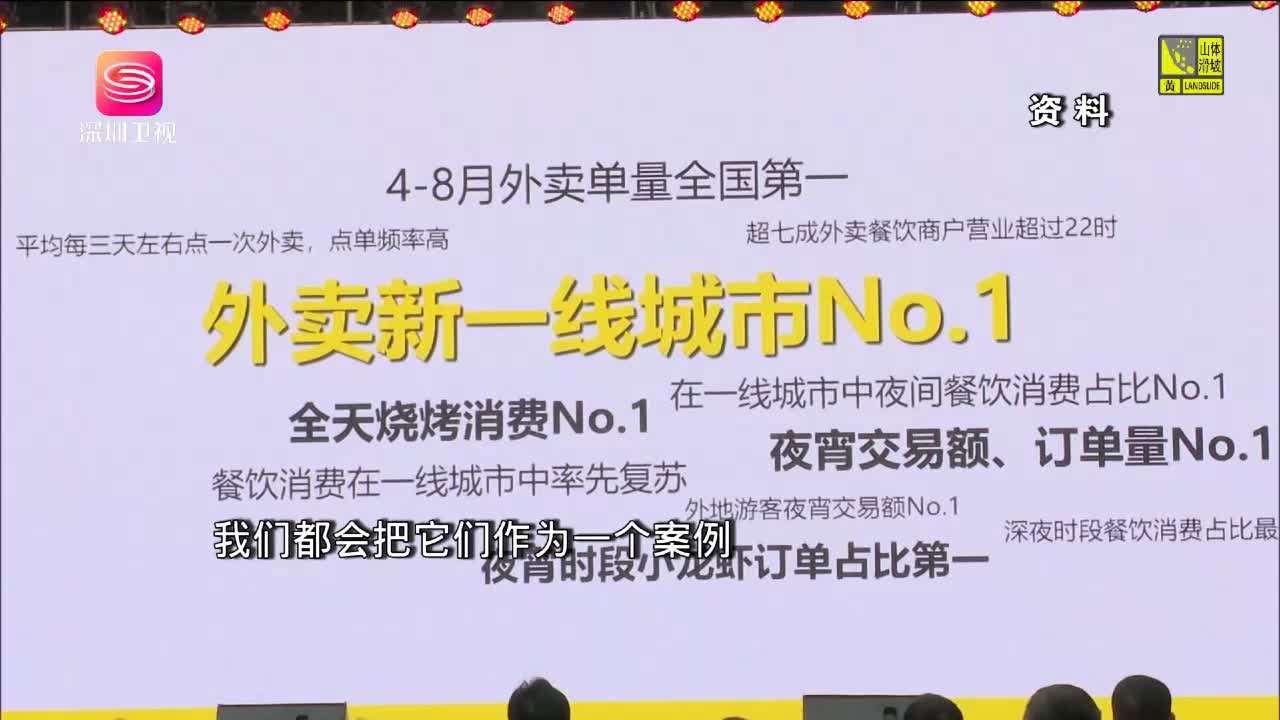 山体
滑坡
黄 LANDSLIDE
深圳卫视
资料
4-8月外卖单量全国第一
平均每三天左右点一次外卖，点单频率高
超七成外卖餐饮商户营业超过22时
外卖新一线城市No.1
在一线城市中夜间餐饮消费占比No.1
全天烧烤消费No.1
夜宵交易额、订单量No.1
餐饮消费在一线城市中率先复苏
外地游客夜宵交易额No.1
深夜时段餐饮消费占比最
我们都会把它们作为一个案例
夜宵时段小龙虾订单占比第一